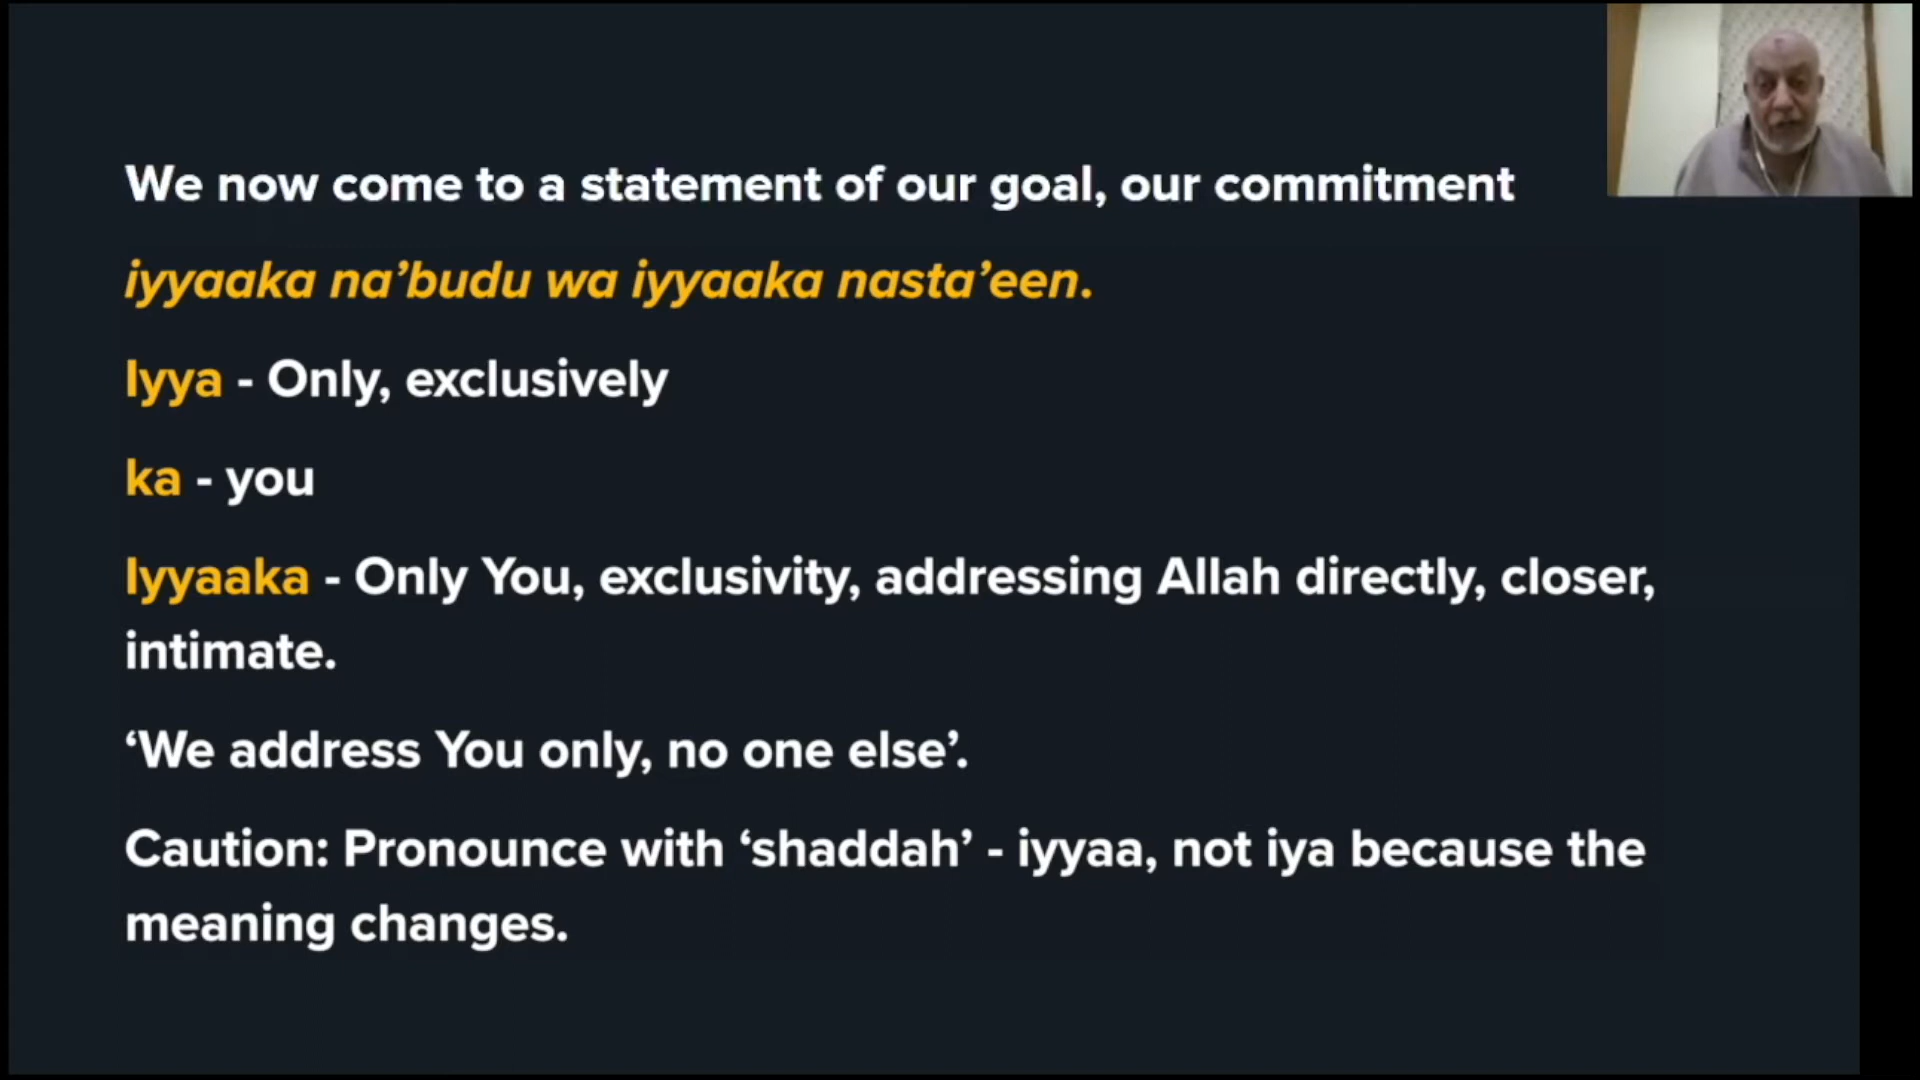 We now come to a statement of our goal, our commitment
iyyaaka na’budu wa iyyaaka nasta’een.
Iyya - Only, exclusively
ka - you
Iyyaaka - Only You, exclusivity, addressing Allah directly, closer,
intimate.
‘We address You only, no one else’.
Caution: Pronounce with ‘shaddah’ - iyyaa, not iya because the
meaning changes.